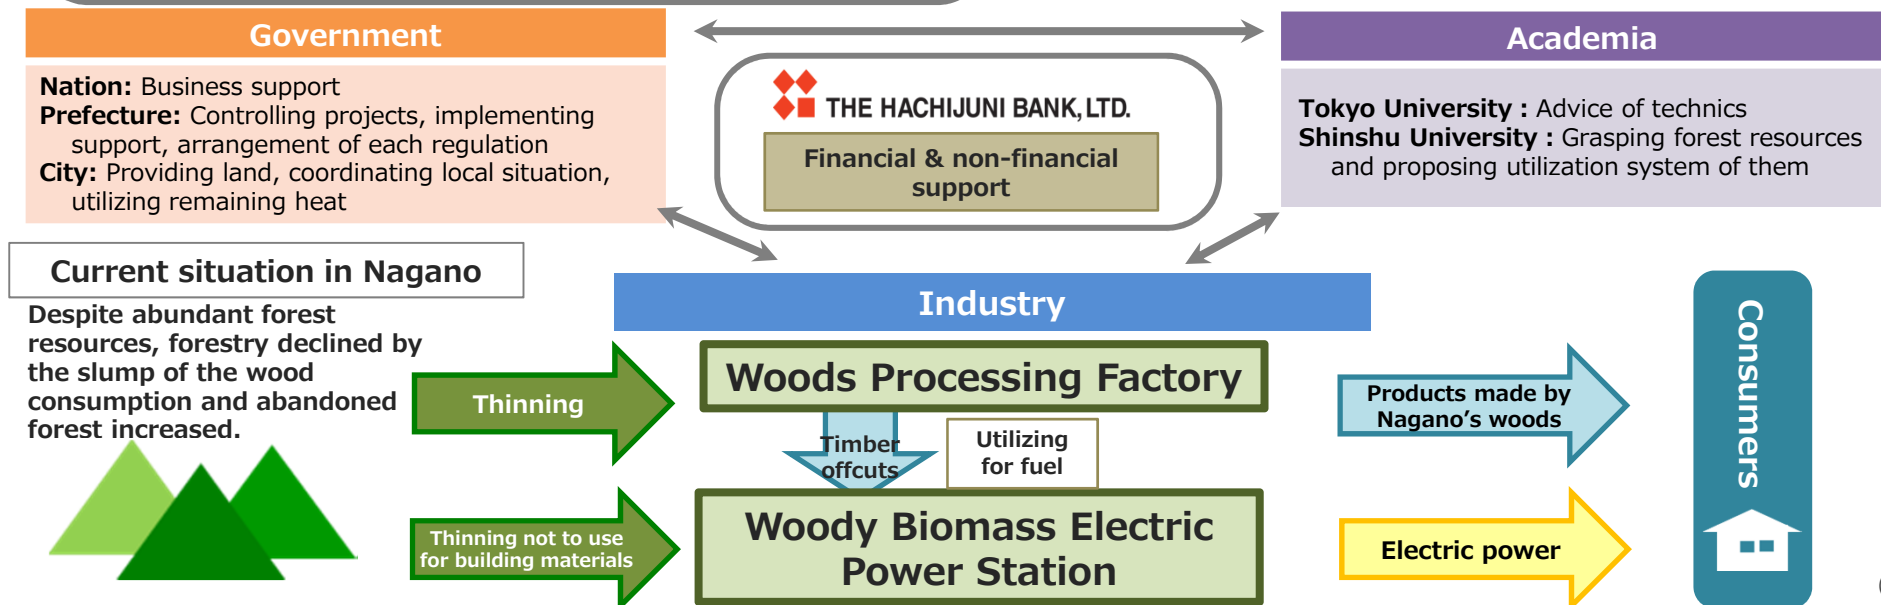 Government
Nation: Business support
Prefecture: Controlling projects, implementing
support, arrangement of each regulation
City: Providing land, coordinating local situation,
utilizing remaining heat
THE HACHIJUNI BANK, LTD.
Financial & non-financial
support
Academia
Tokyo University : Advice of technics
Shinshu University : Grasping forest resources
and proposing utilization system of them
Current situation in Nagano
Despite abundant forest
resources, forestry declined by
the slump of the wood
consumption and abandoned
forest increased.
Industry
Thinning
Woods Processing Factory
Products made by
Nagano’s woods
Timber
offcuts
Utilizing
for fuel
Thinning not to use
for building materials
Woody Biomass Electric
Power Station
Electric power
Consumers